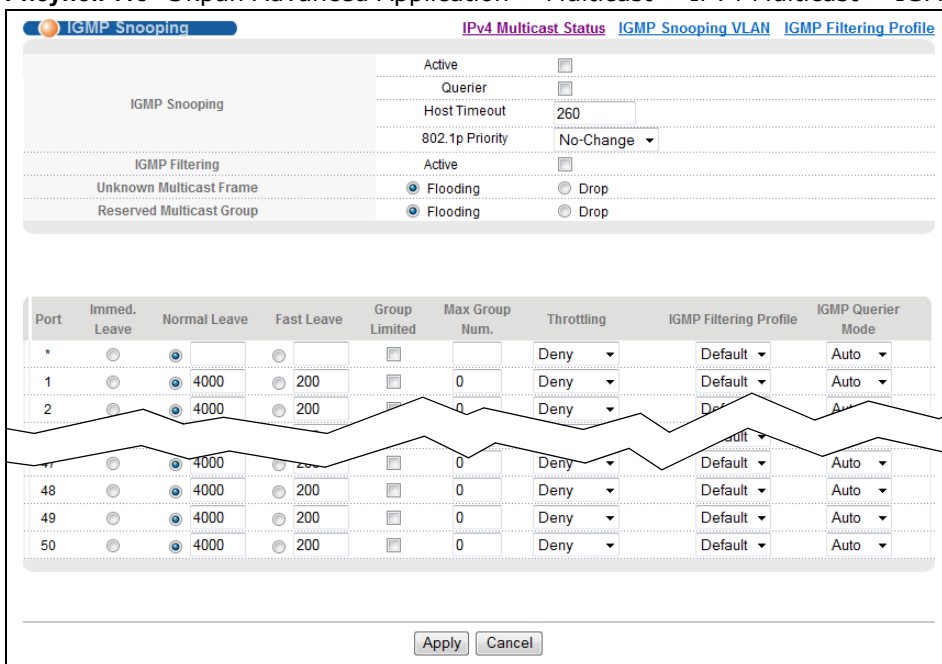 IGMP Snooping IPv4 Multicast Status IGMP Snooping VLAN IGMP Filtering Profile
Active
Querier
IGMP Snooping
Host Timeout 260
802.1p Priority No-Change
IGMP Filtering Active
Unknown Multicast Frame Flooding Drop
Reserved Multicast Group Flooding Drop
Port Immed. Leave Normal Leave Fast Leave Group Limited Max Group Num. Throttling IGMP Filtering Profile IGMP Querier Mode
* Deny Default Auto
1 4000 200 0 Deny Default Auto
2 4000 200 0 Deny
47 4000 0 Deny Default Auto
48 4000 200 0 Deny Default Auto
49 4000 200 0 Deny Default Auto
50 4000 200 0 Deny Default Auto
Apply Cancel